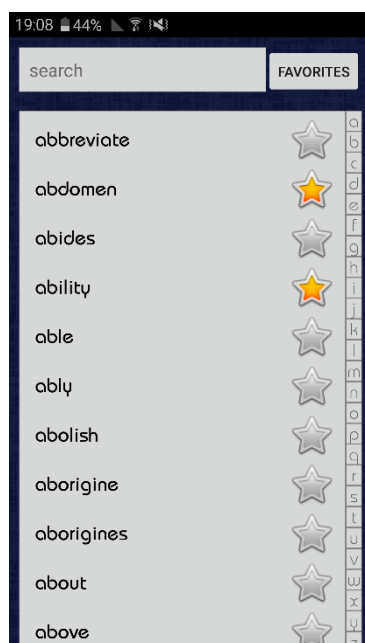 19:08 44%
search FAVORITES
abbreviate
abdomen
abides
ability
able
ably
abolish
aborigine
aborigines
about
above
a
b
c
d
e
f
g
h
i
j
k
l
m
n
o
p
q
r
s
t
u
v
w
x
y
z